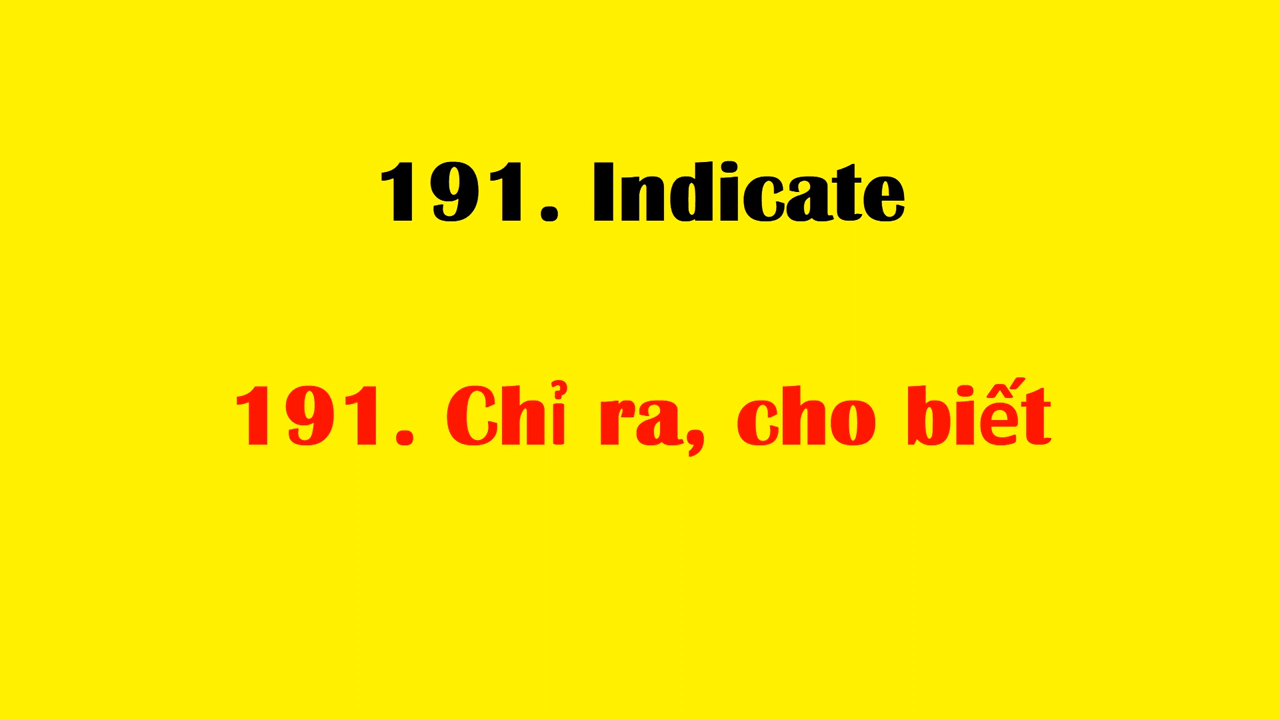 191. Indicate
191. Chỉ ra, cho biết